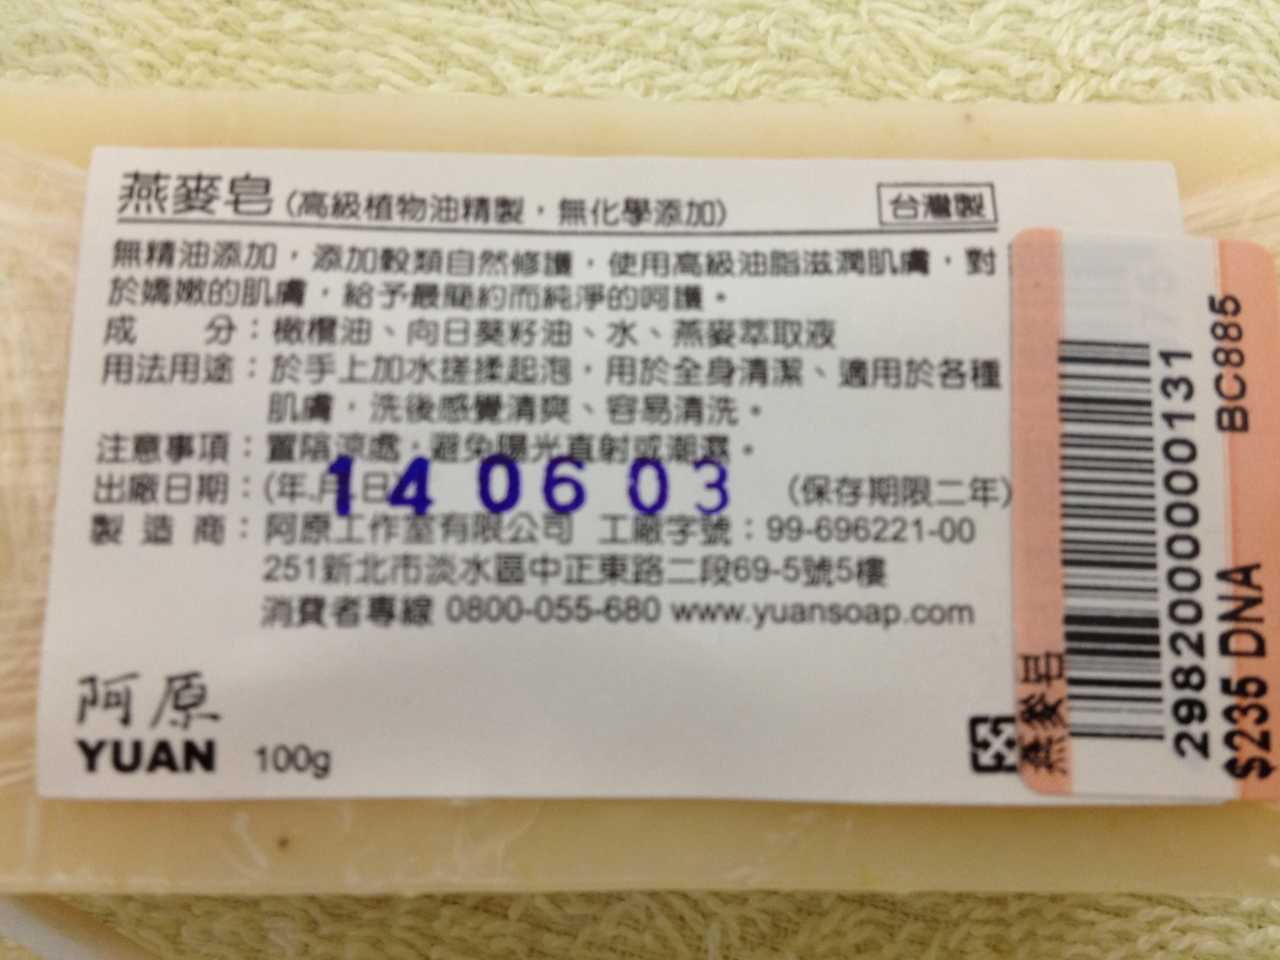 燕麥皂(高級植物油精製，無化學添加)
台灣製
無精油添加，添加穀類自然修護，使用高級油脂滋潤肌膚，對
於嬌嫩的肌膚，給予最簡約而純淨的呵護。
成　　分：橄欖油、向日葵籽油、水、燕麥萃取液
用法用途：於手上加水搓揉起泡，用於全身清潔、適用於各種
肌膚，洗後感覺清爽、容易清洗。
注意事項：置陰涼處，避免陽光直射或潮濕。
出廠日期：(年.月.日) (保存期限二年)
14 06 03
製 造 商：阿原工作室有限公司 工廠字號：99-696221-00
251新北市淡水區中正東路二段69-5號5樓
消費者專線 0800-055-680 www.yuansoap.com
阿原
YUAN 100g
燕麥皂
2982000000131
BC885
$235 DNA